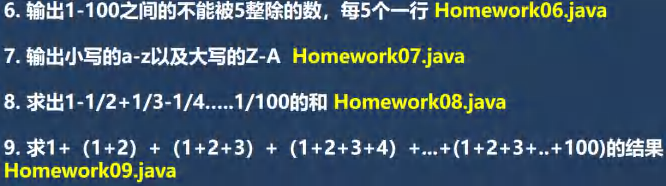 6. 输出1-100之间的不能被5整除的数，每5个一行 Homework06.java
7. 输出小写的a-z以及大写的Z-A Homework07.java
8. 求出1-1/2+1/3-1/4.....1/100的和 Homework08.java
9. 求1+（1+2）+（1+2+3）+（1+2+3+4）+...+(1+2+3+..+100)的结果
Homework09.java